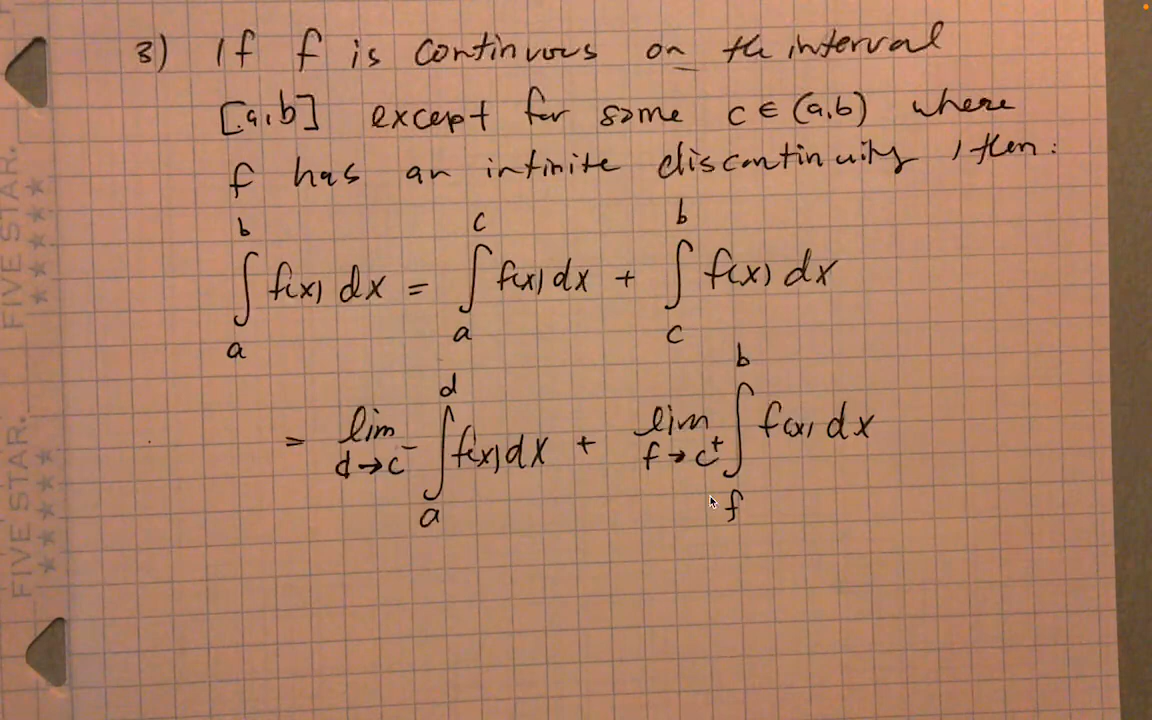 3) If f is continuous on the interval
[a,b] except for some c ∈ (a,b) where
f has an infinite discontinuity, then:
∫_a^b f(x) dx = ∫_a^c f(x) dx + ∫_c^b f(x) dx
= lim_{d→c^-} ∫_a^d f(x) dx + lim_{f→c^+} ∫_f^b f(x) dx
FIVE STAR.
FIVE STAR.